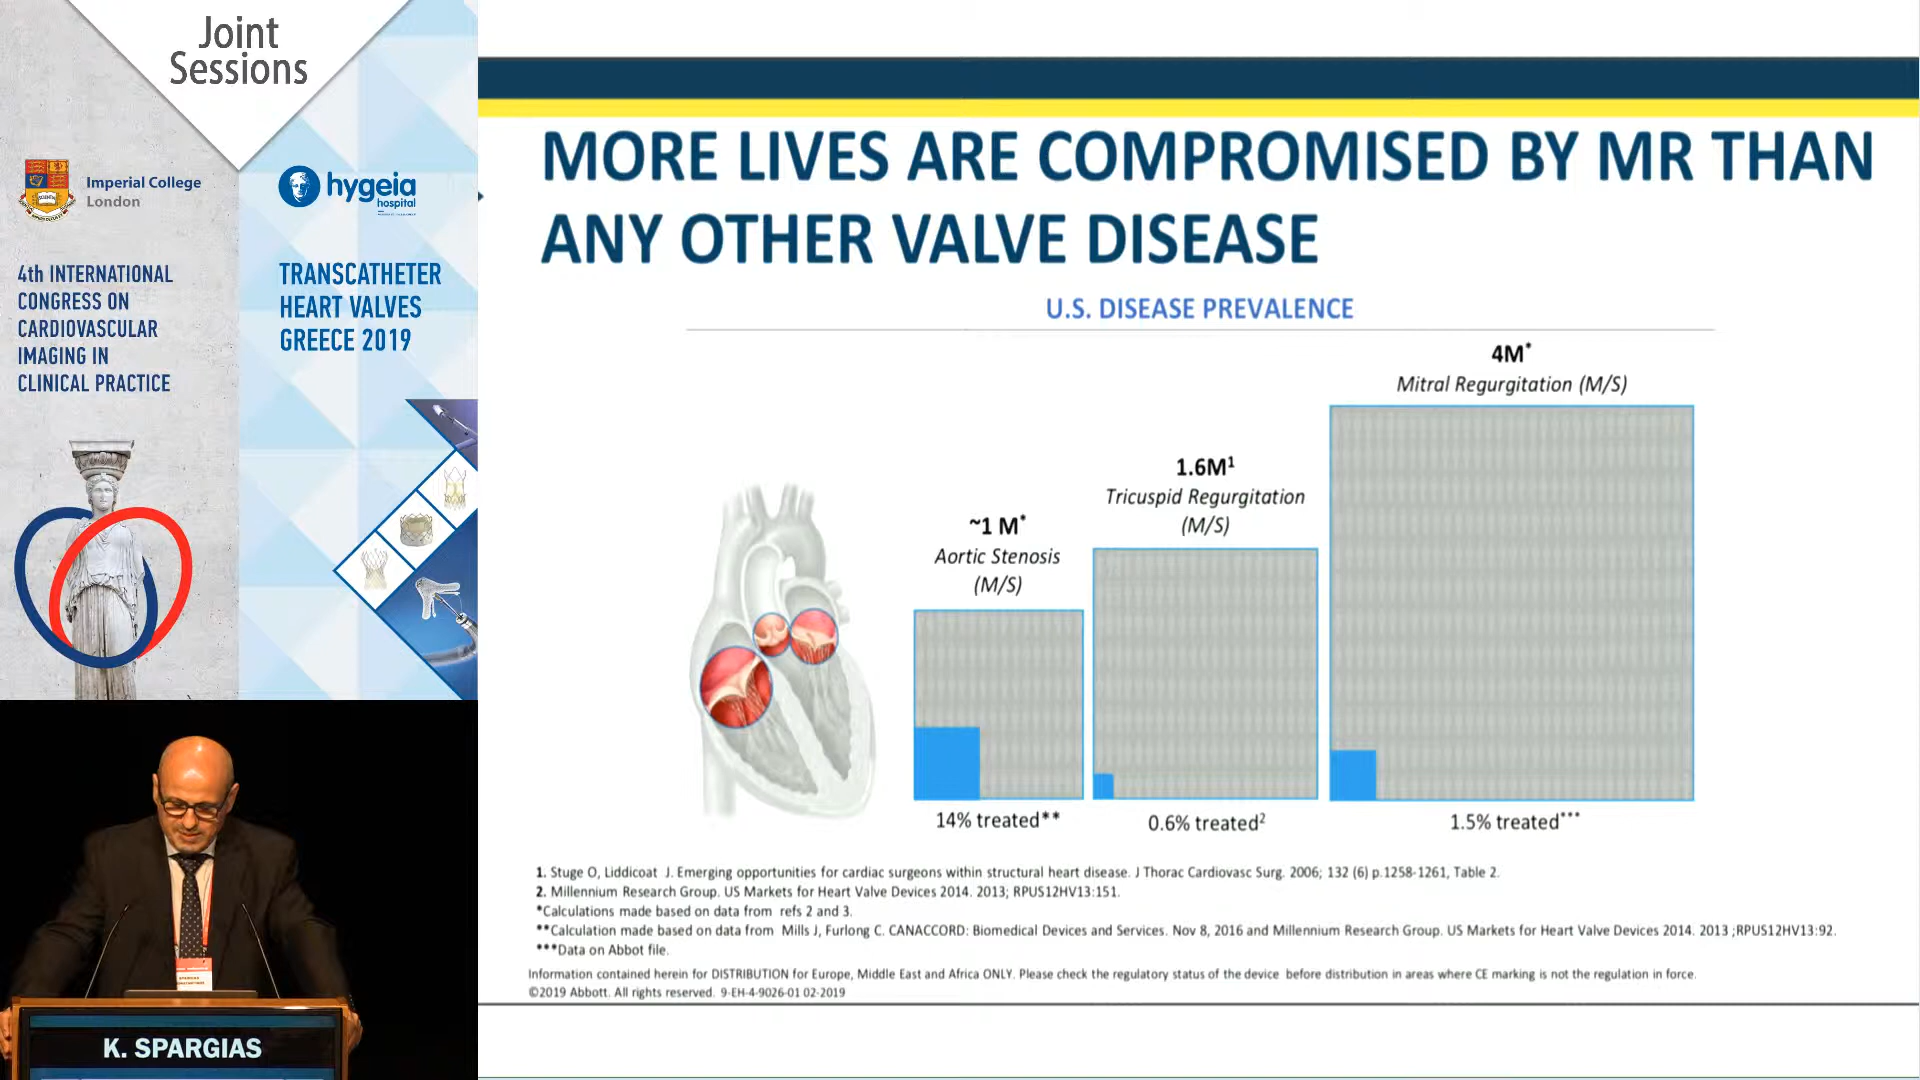 Joint
Sessions
Imperial College
London
hygeia
hospital
4th INTERNATIONAL
CONGRESS ON
CARDIOVASCULAR
IMAGING IN
CLINICAL PRACTICE
TRANSCATHETER
HEART VALVES
GREECE 2019
K. SPARGIAS
MORE LIVES ARE COMPROMISED BY MR THAN
ANY OTHER VALVE DISEASE
U.S. DISEASE PREVALENCE
~1 M*
Aortic Stenosis
(M/S)
14% treated**
1.6M1
Tricuspid Regurgitation
(M/S)
0.6% treated2
4M*
Mitral Regurgitation (M/S)
1.5% treated***
1. Stuge O, Liddicoat J. Emerging opportunities for cardiac surgeons within structural heart disease. J Thorac Cardiovasc Surg. 2006; 132 (6) p.1258-1261, Table 2.
2. Millennium Research Group. US Markets for Heart Valve Devices 2014. 2013; RPUS12HV13:151.
*Calculations made based on data from refs 2 and 3.
**Calculation made based on data from Mills J, Furlong C. CANACCORD: Biomedical Devices and Services. Nov 8, 2016 and Millennium Research Group. US Markets for Heart Valve Devices 2014. 2013 ;RPUS12HV13:92.
***Data on Abbot file.
Information contained herein for DISTRIBUTION for Europe, Middle East and Africa ONLY. Please check the regulatory status of the device before distribution in areas where CE marking is not the regulation in force.
©2019 Abbott. All rights reserved. 9-EH-4-9026-01 02-2019